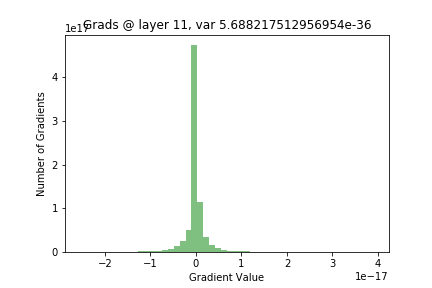 Grads @ layer 11, var 5.688217512956954e-36
1e17
4
3
2
1
0
Number of Gradients
−2
−1
0
1
2
3
4
1e−17
Gradient Value